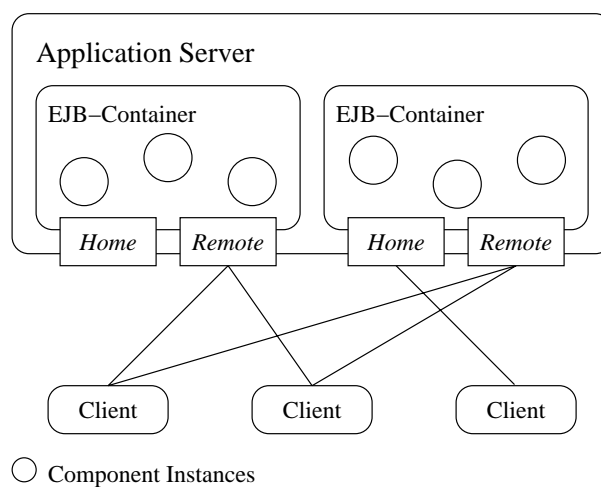 Application Server
EJB−Container
EJB−Container
Home
Remote
Home
Remote
Client
Client
Client
Component Instances